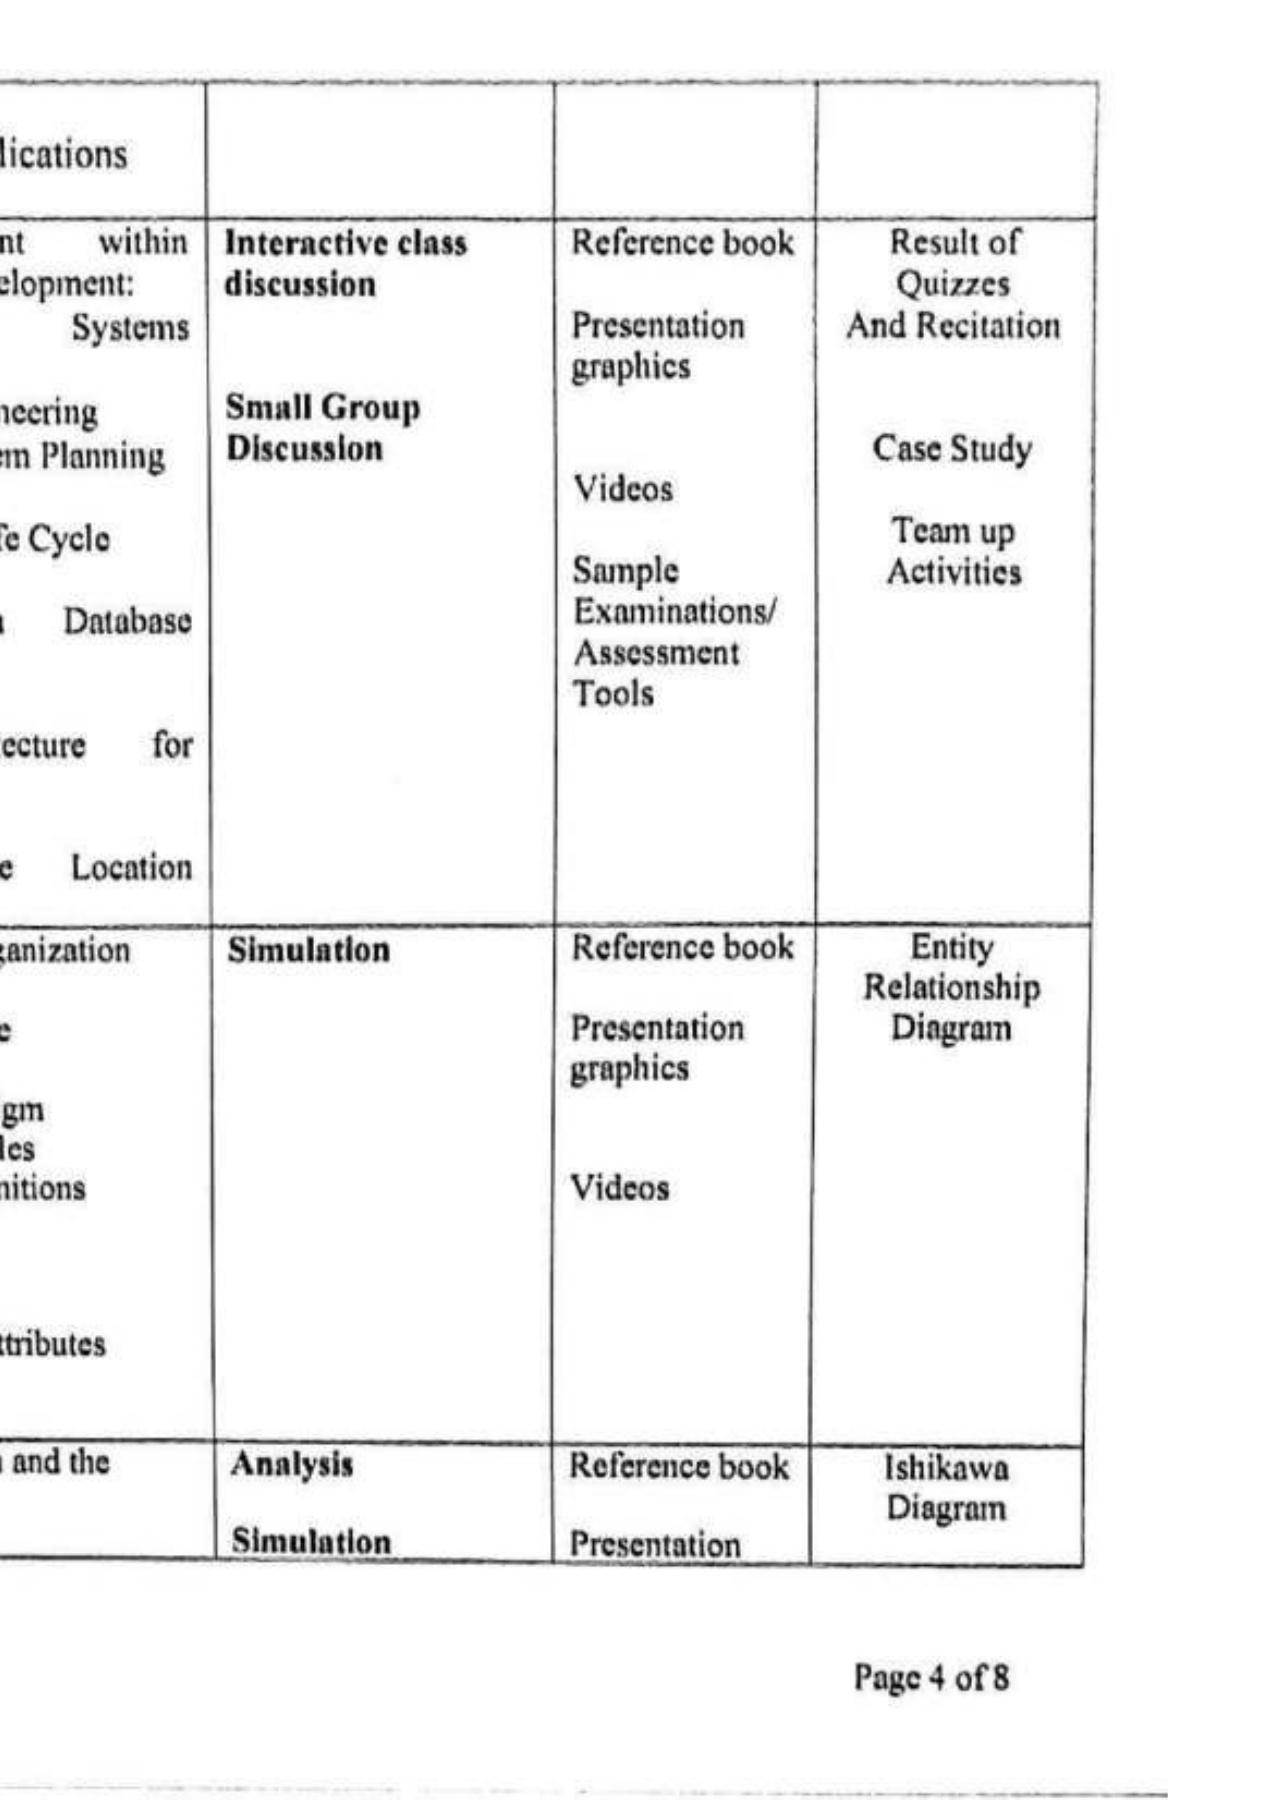 lications
nt within
elopment:
Systems
neering
em Planning
fe Cycle
Database
ecture for
e Location
Interactive class
discussion
Small Group
Discussion
Reference book
Presentation
graphics
Videos
Sample
Examinations/
Assessment
Tools
Result of
Quizzes
And Recitation
Case Study
Team up
Activities
ganization
e
gm
les
nitions
ttributes
Simulation
Reference book
Presentation
graphics
Videos
Entity
Relationship
Diagram
and the
Analysis
Simulation
Reference book
Presentation
Ishikawa
Diagram
Page 4 of 8